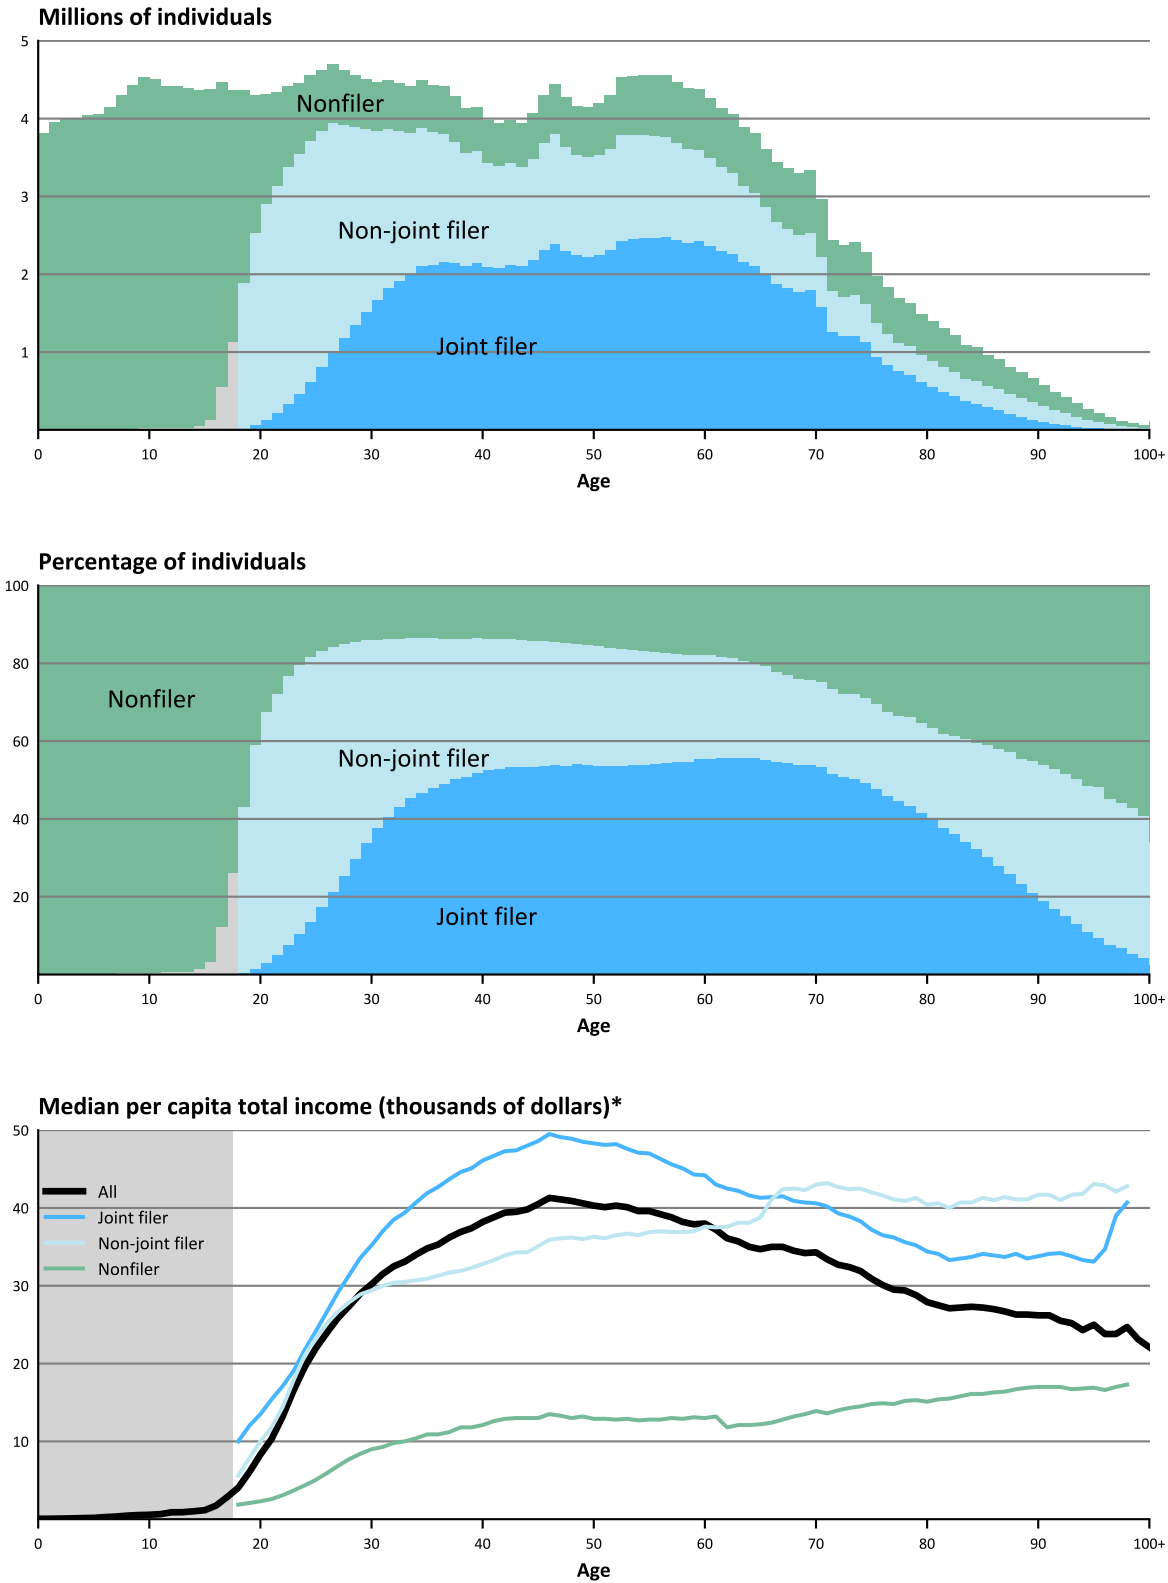 Millions of individuals
5
4
3
2
1
Nonfiler
Non-joint filer
Joint filer
0 10 20 30 40 50 60 70 80 90 100+
Age
Percentage of individuals
100
80
60
40
20
Nonfiler
Non-joint filer
Joint filer
0 10 20 30 40 50 60 70 80 90 100+
Age
Median per capita total income (thousands of dollars)*
50
40
30
20
10
All
Joint filer
Non-joint filer
Nonfiler
0 10 20 30 40 50 60 70 80 90 100+
Age